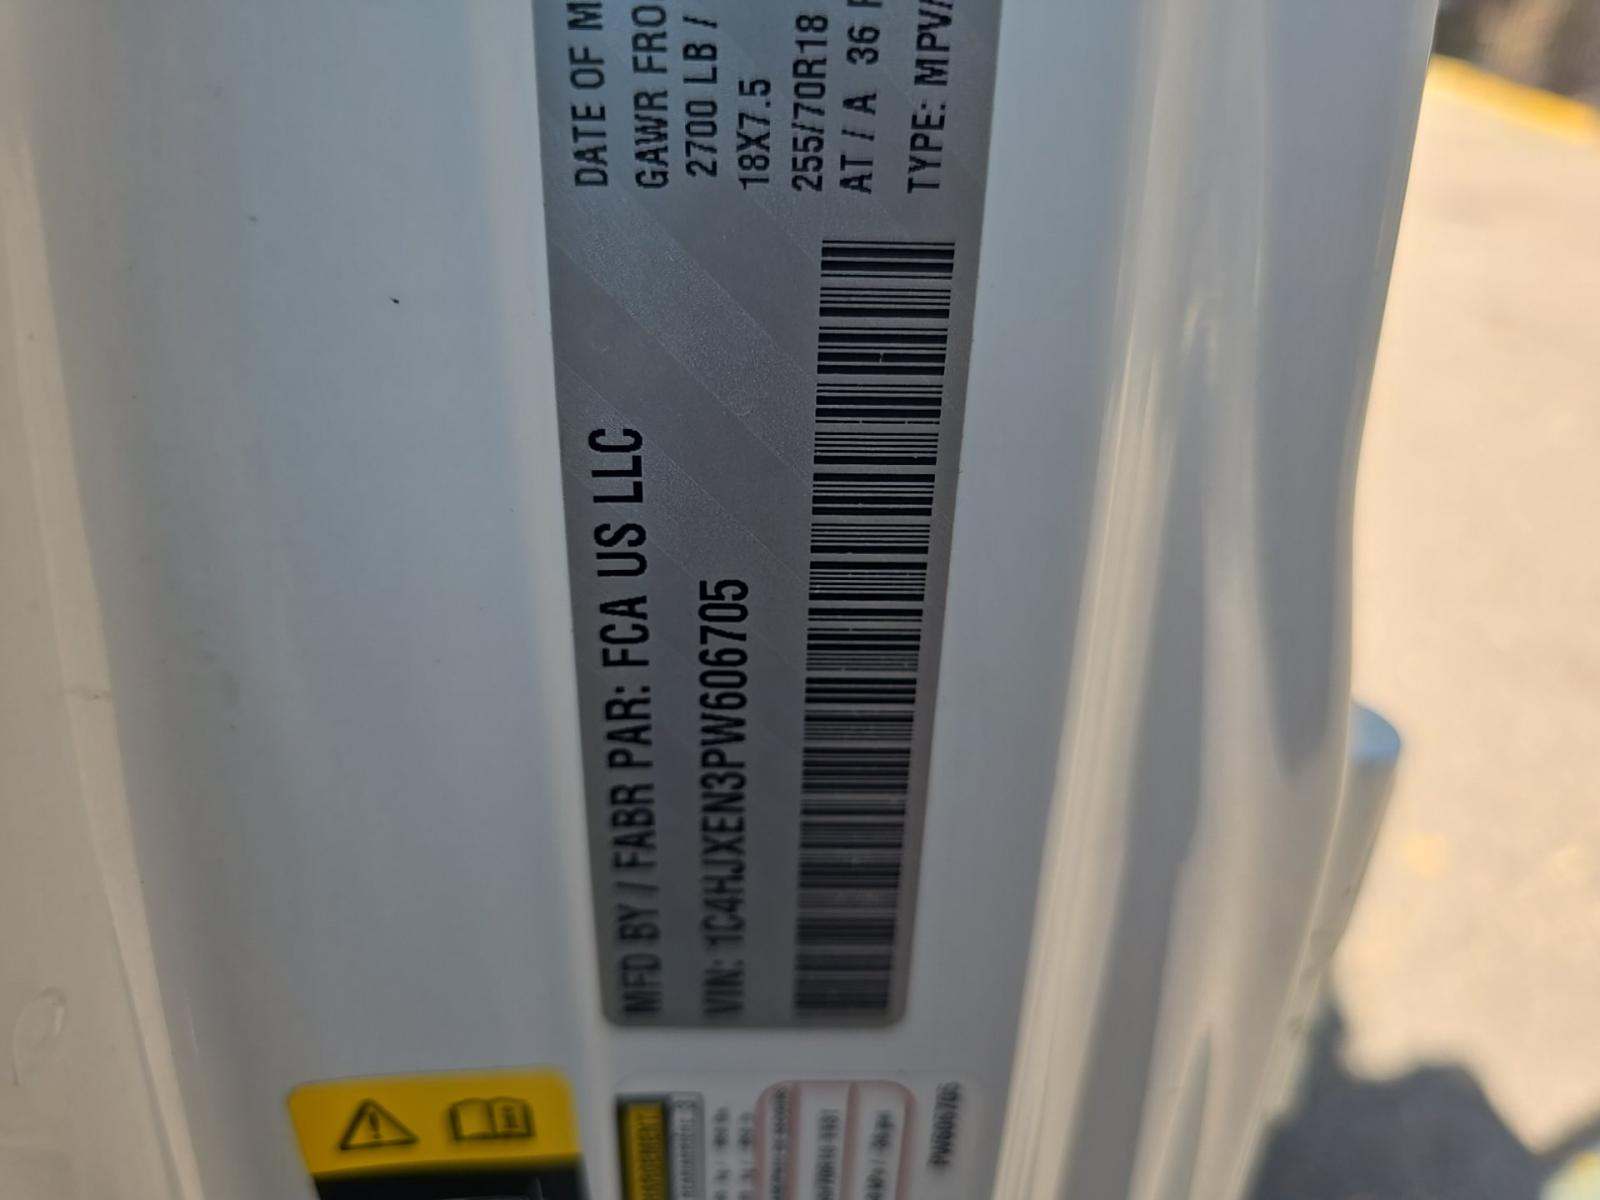 MFD BY / FABR PAR: FCA US LLC
VIN: 1C4HJXEN3PW606705
DATE OF M
GAWR FRO
2700 LB /
18X7.5
255/70R18
AT / A 36
TYPE: MPV/
PW606705